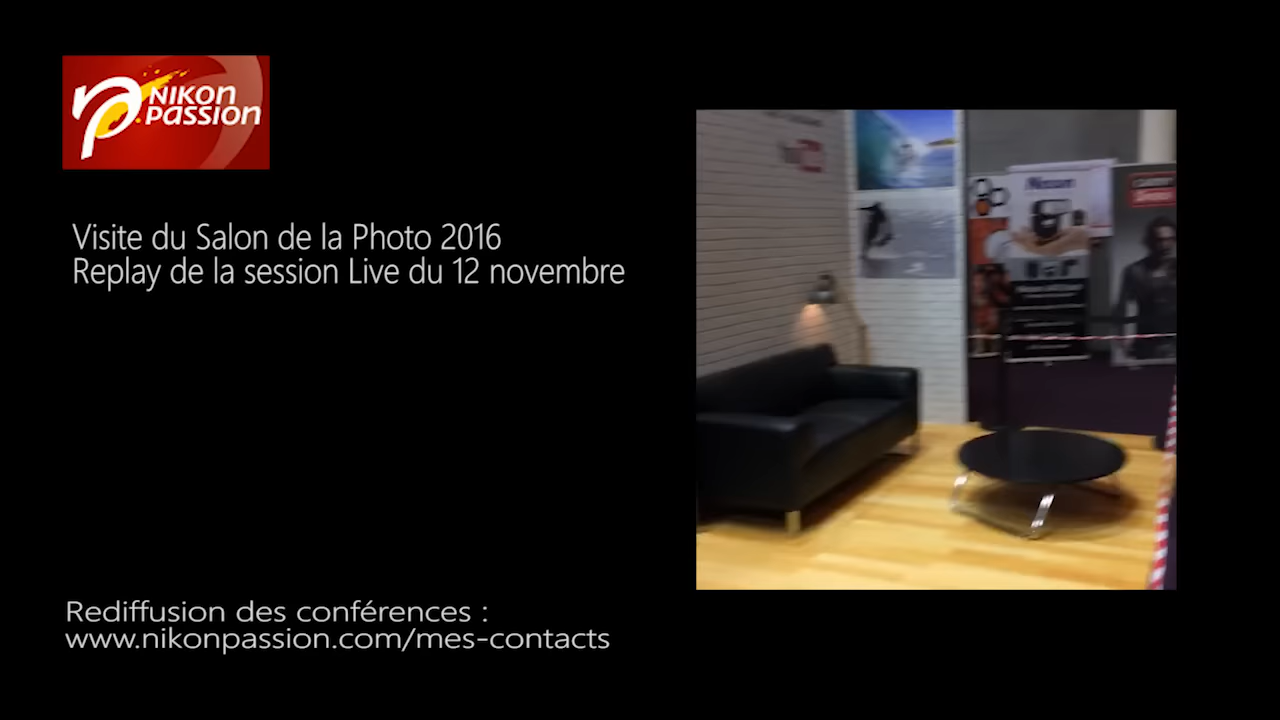 NIKON
PASSION
Visite du Salon de la Photo 2016
Replay de la session Live du 12 novembre
Rediffusion des conférences :
www.nikonpassion.com/mes-contacts